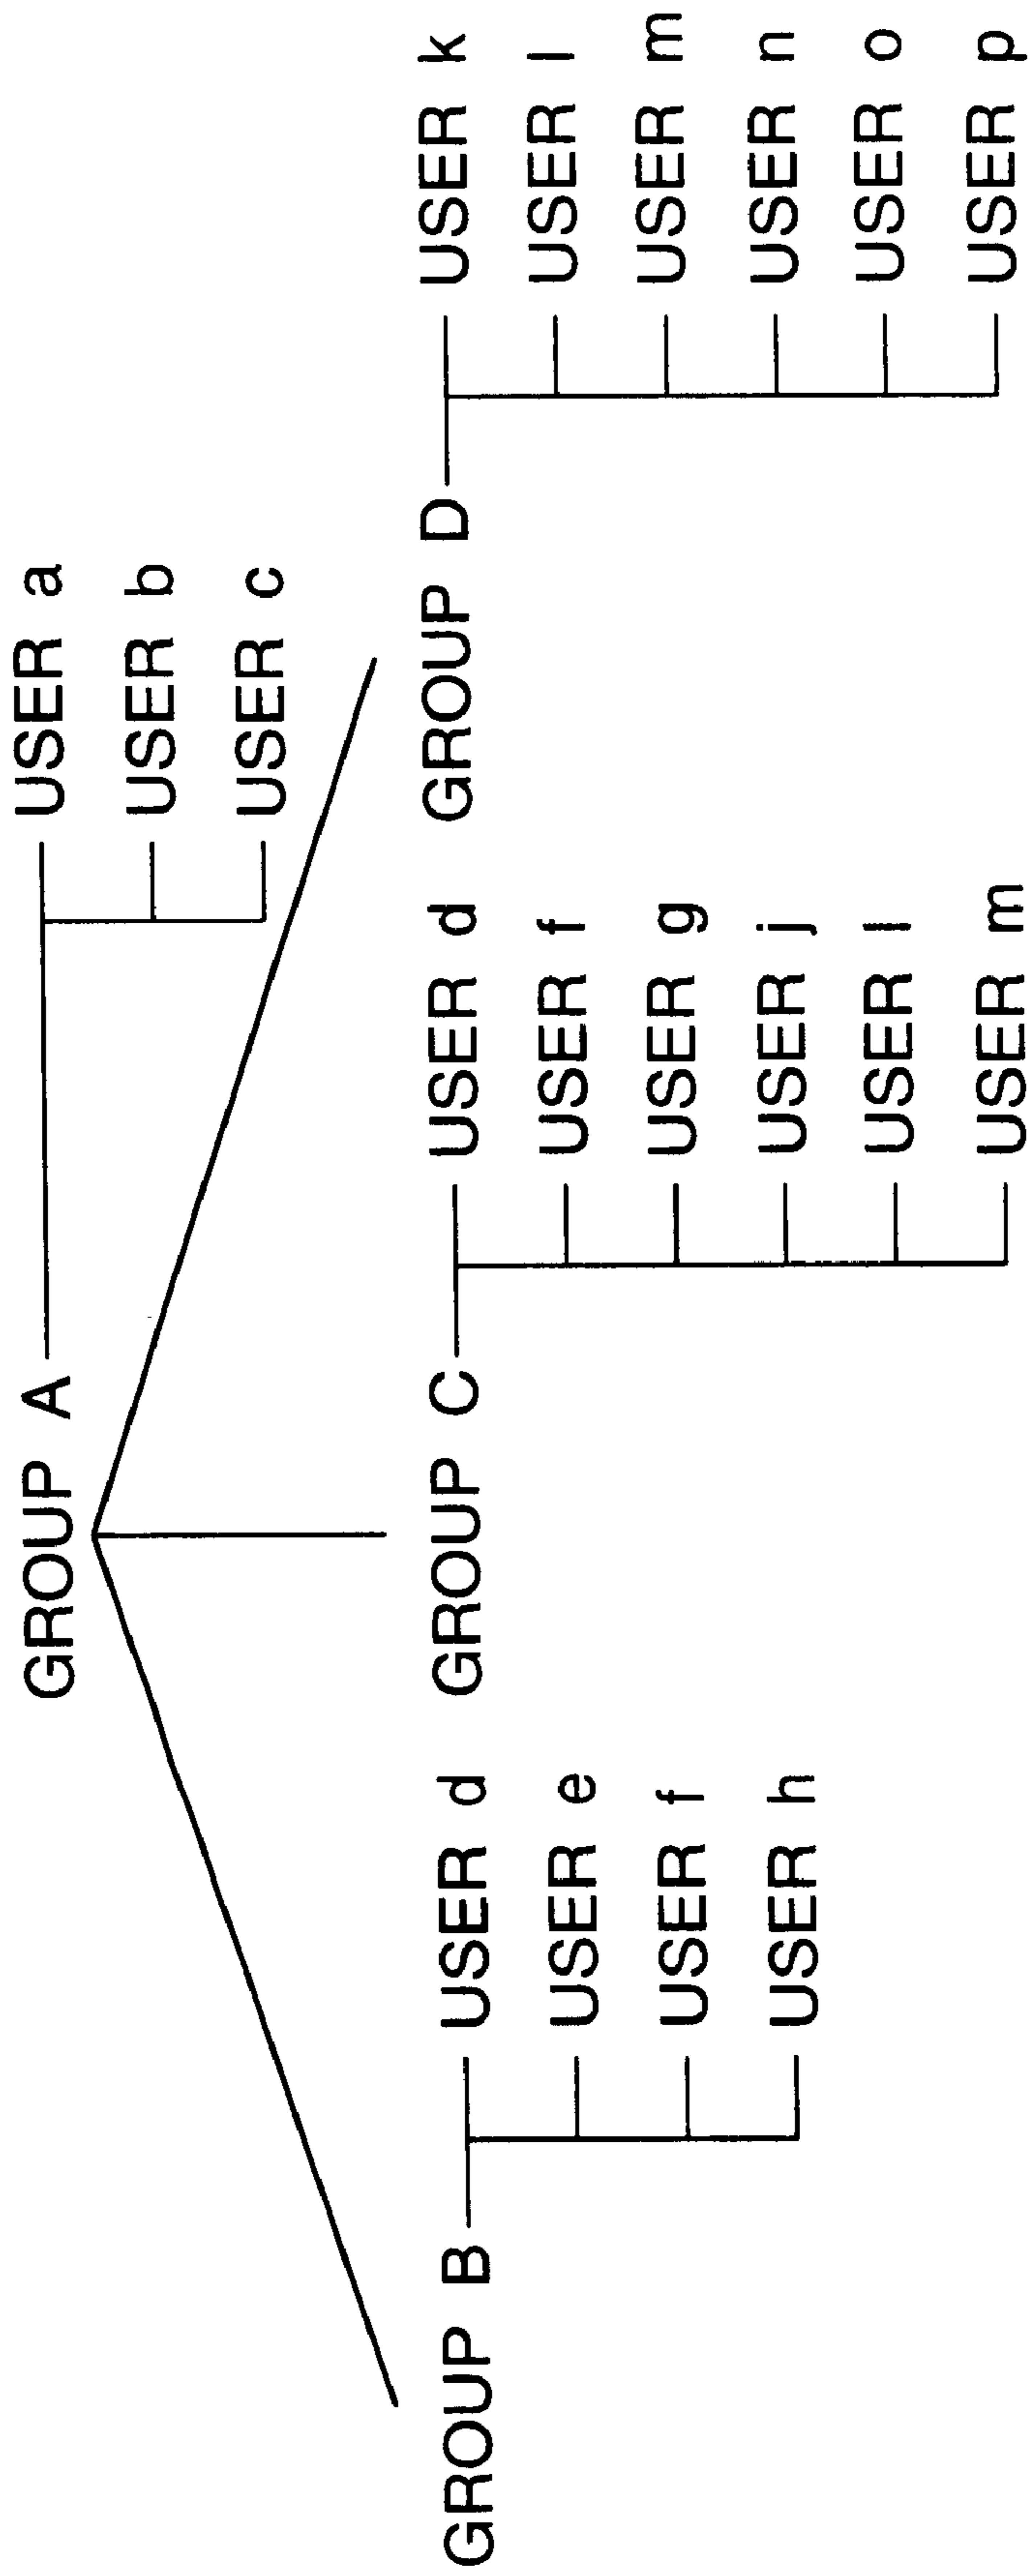 GROUP A
USER a
USER b
USER c
GROUP B
USER d
USER e
USER f
USER h
GROUP C
USER d
USER f
USER g
USER j
USER l
USER m
GROUP D
USER k
USER l
USER m
USER n
USER o
USER p